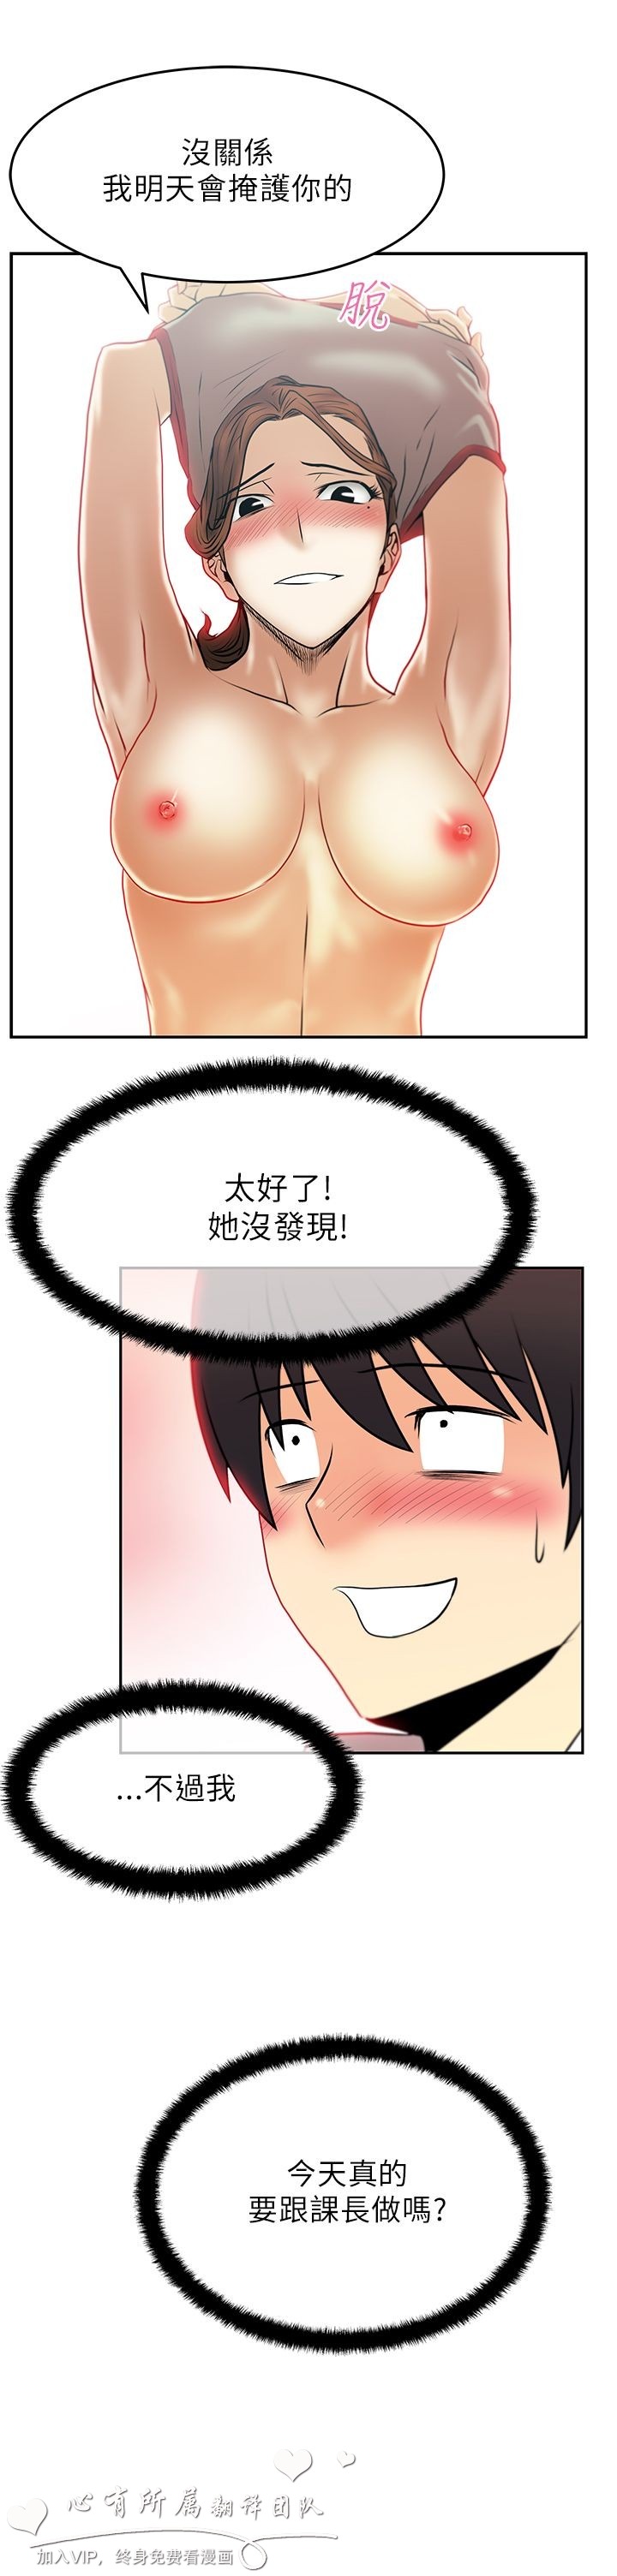 沒關係
我明天會掩護你的
脫
太好了!
她沒發現!
...不過我
今天真的
要跟課長做嗎?
心有所属翻译团队
加入VIP，终身免费看漫画